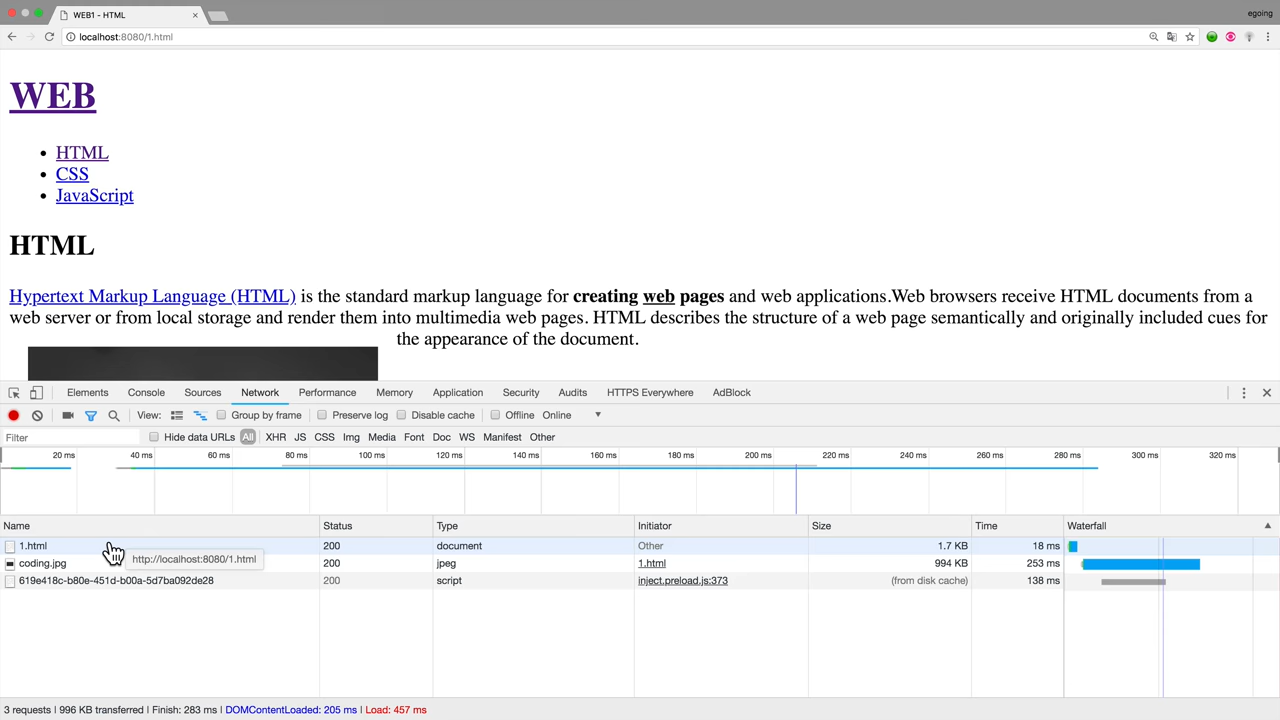 WEB1 - HTML
egoing
localhost:8080/1.html
WEB
HTML
CSS
JavaScript
HTML
Hypertext Markup Language (HTML) is the standard markup language for creating web pages and web applications.Web browsers receive HTML documents from a
web server or from local storage and render them into multimedia web pages. HTML describes the structure of a web page semantically and originally included cues for
the appearance of the document.
Elements Console Sources Network Performance Memory Application Security Audits HTTPS Everywhere AdBlock
View: Group by frame Preserve log Disable cache Offline Online
Filter Hide data URLs All XHR JS CSS Img Media Font Doc WS Manifest Other
20 ms 40 ms 60 ms 80 ms 100 ms 120 ms 140 ms 160 ms 180 ms 200 ms 220 ms 240 ms 260 ms 280 ms 300 ms 320 ms
Name Status Type Initiator Size Time Waterfall
1.html 200 document Other 1.7 KB 18 ms
http://localhost:8080/1.html
coding.jpg 200 jpeg 1.html 994 KB 253 ms
619e418c-b80e-451d-b00a-5d7ba092de28 200 script inject.preload.js:373 (from disk cache) 138 ms
3 requests | 996 KB transferred | Finish: 283 ms | DOMContentLoaded: 205 ms | Load: 457 ms